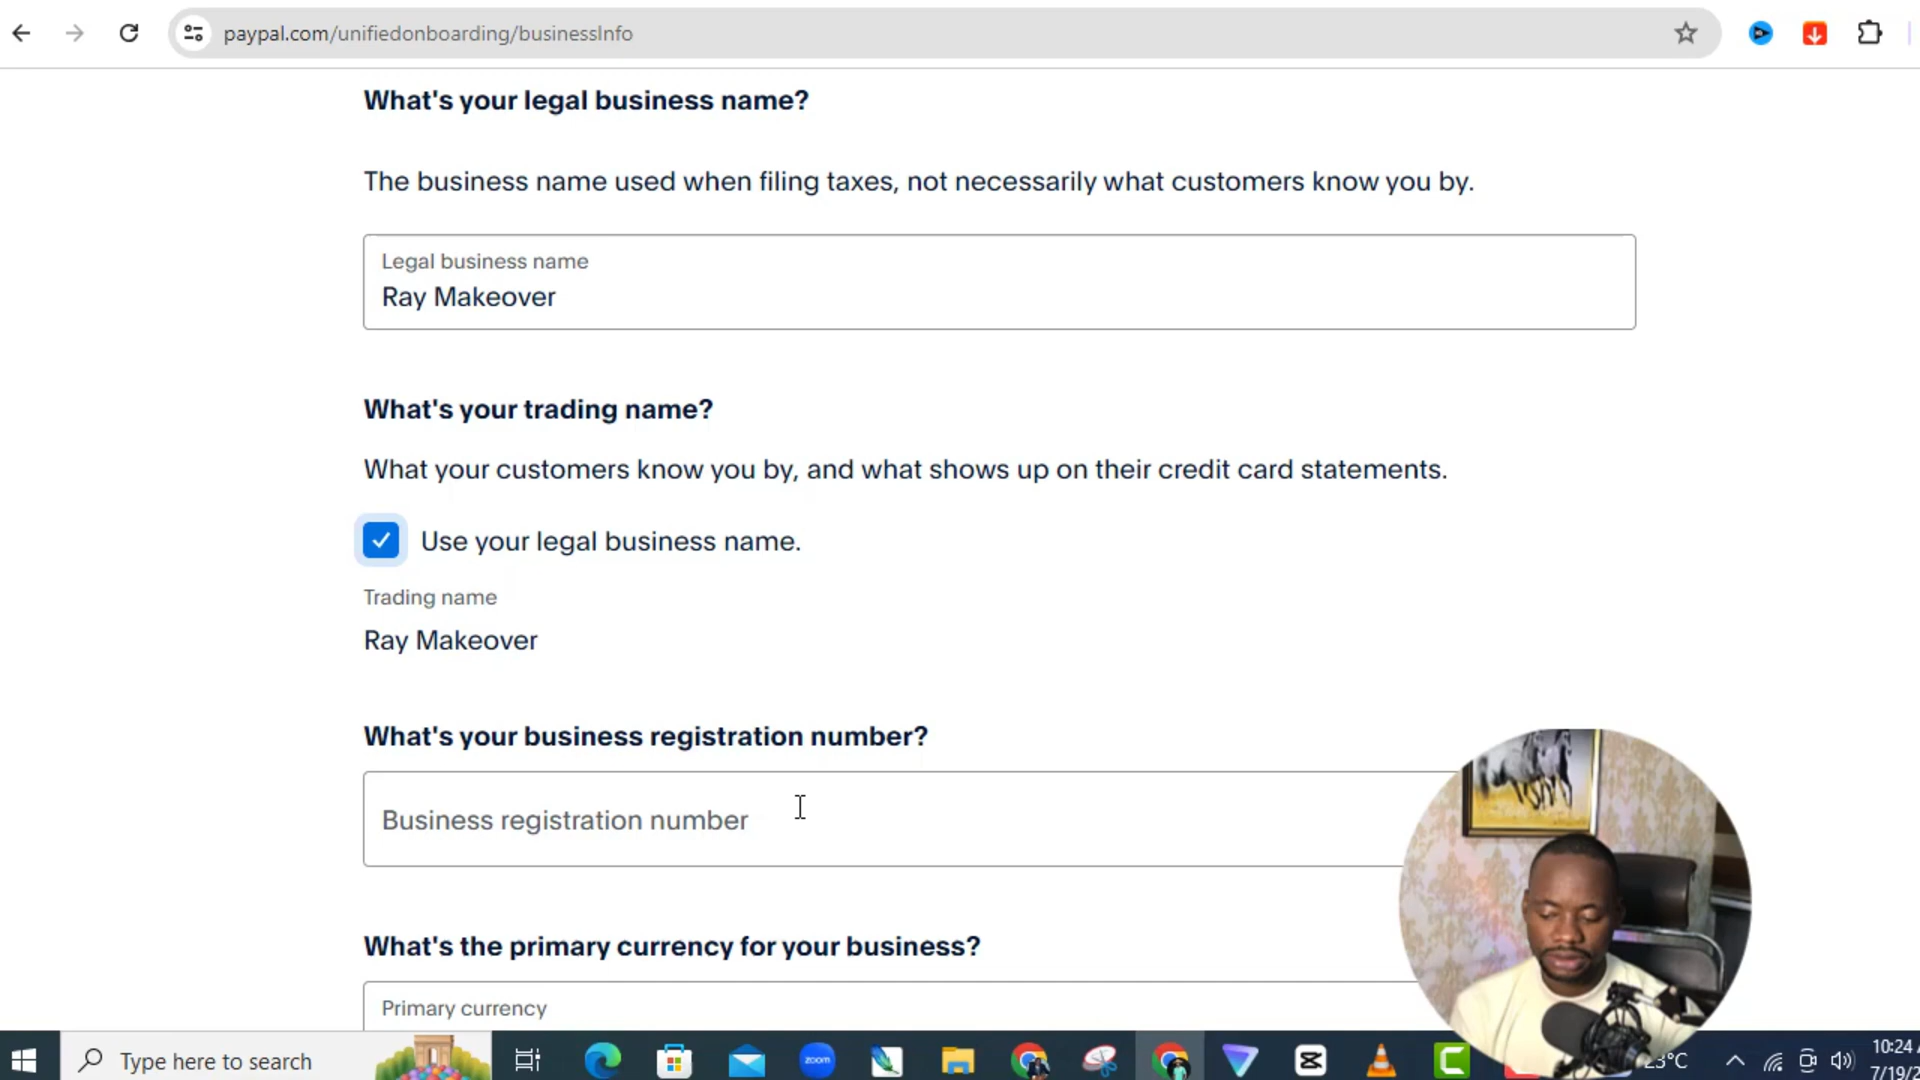 paypal.com/unifiedonboarding/businessInfo
What's your legal business name?
The business name used when filing taxes, not necessarily what customers know you by.
Legal business name
Ray Makeover
What's your trading name?
What your customers know you by, and what shows up on their credit card statements.
Use your legal business name.
Trading name
Ray Makeover
What's your business registration number?
Business registration number
What's the primary currency for your business?
Primary currency
Type here to search
zoom
10:24